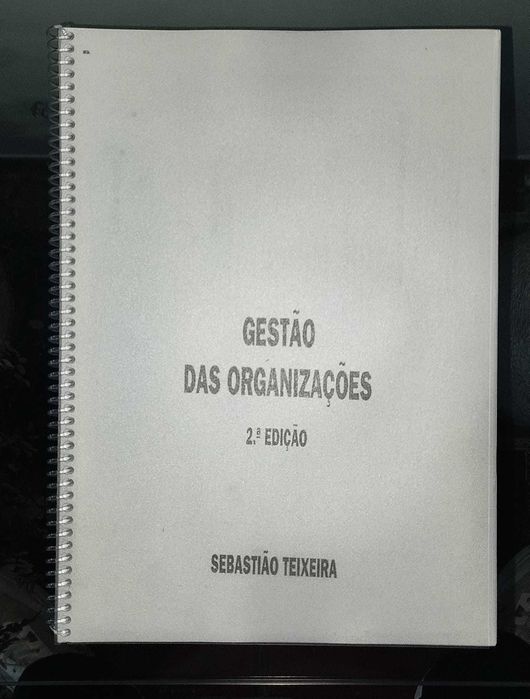 GESTÃO
DAS ORGANIZAÇÕES
2.ª EDIÇÃO
SEBASTIÃO TEIXEIRA